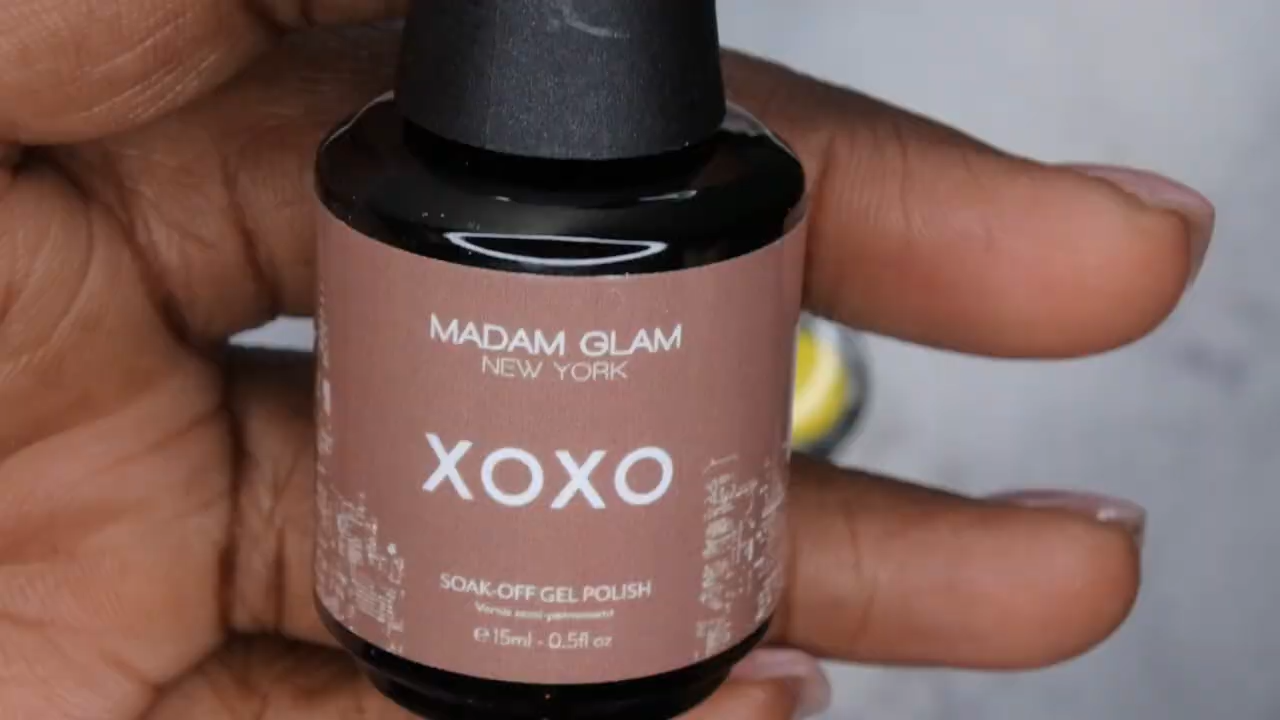 MADAM GLAM
NEW YORK
XOXO
SOAK-OFF GEL POLISH
Vernis semi-permanent
℮15ml - 0.5fl oz